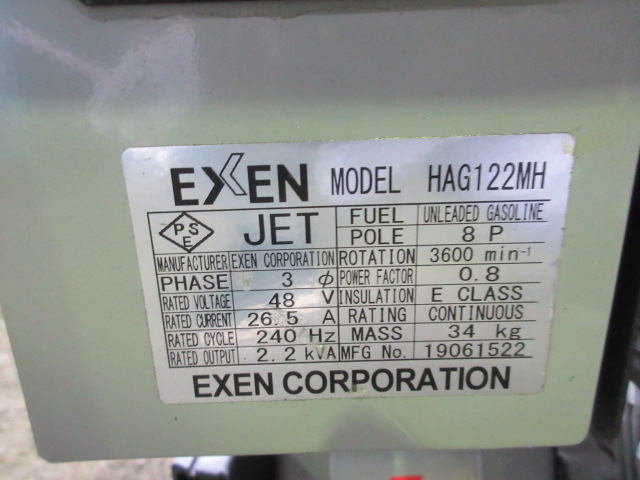 EXEN MODEL HAG122MH
PSE JET FUEL UNLEADED GASOLINE
POLE 8 P
MANUFACTURER EXEN CORPORATION ROTATION 3600 min⁻¹
PHASE 3 φ POWER FACTOR 0.8
RATED VOLTAGE 48 V INSULATION E CLASS
RATED CURRENT 26.5 A RATING CONTINUOUS
RATED CYCLE 240 Hz MASS 34 kg
RATED OUTPUT 2.2 kVA MFG No. 19061522
EXEN CORPORATION